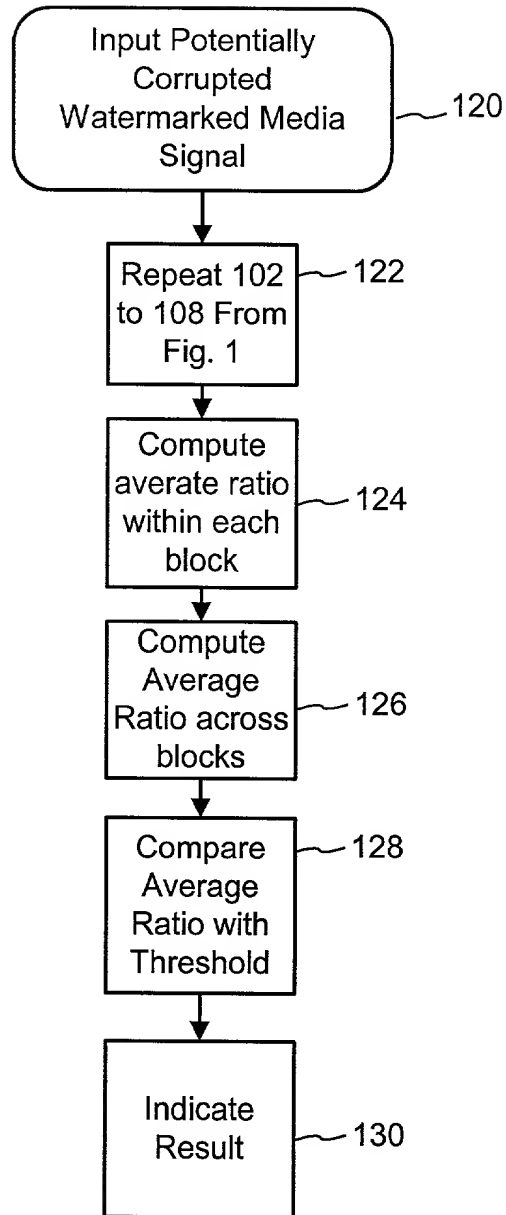 Input Potentially
Corrupted
Watermarked Media
Signal
120
Repeat 102
to 108 From
Fig. 1
122
Compute
averate ratio
within each
block
124
Compute
Average
Ratio across
blocks
126
Compare
Average
Ratio with
Threshold
128
Indicate
Result
130